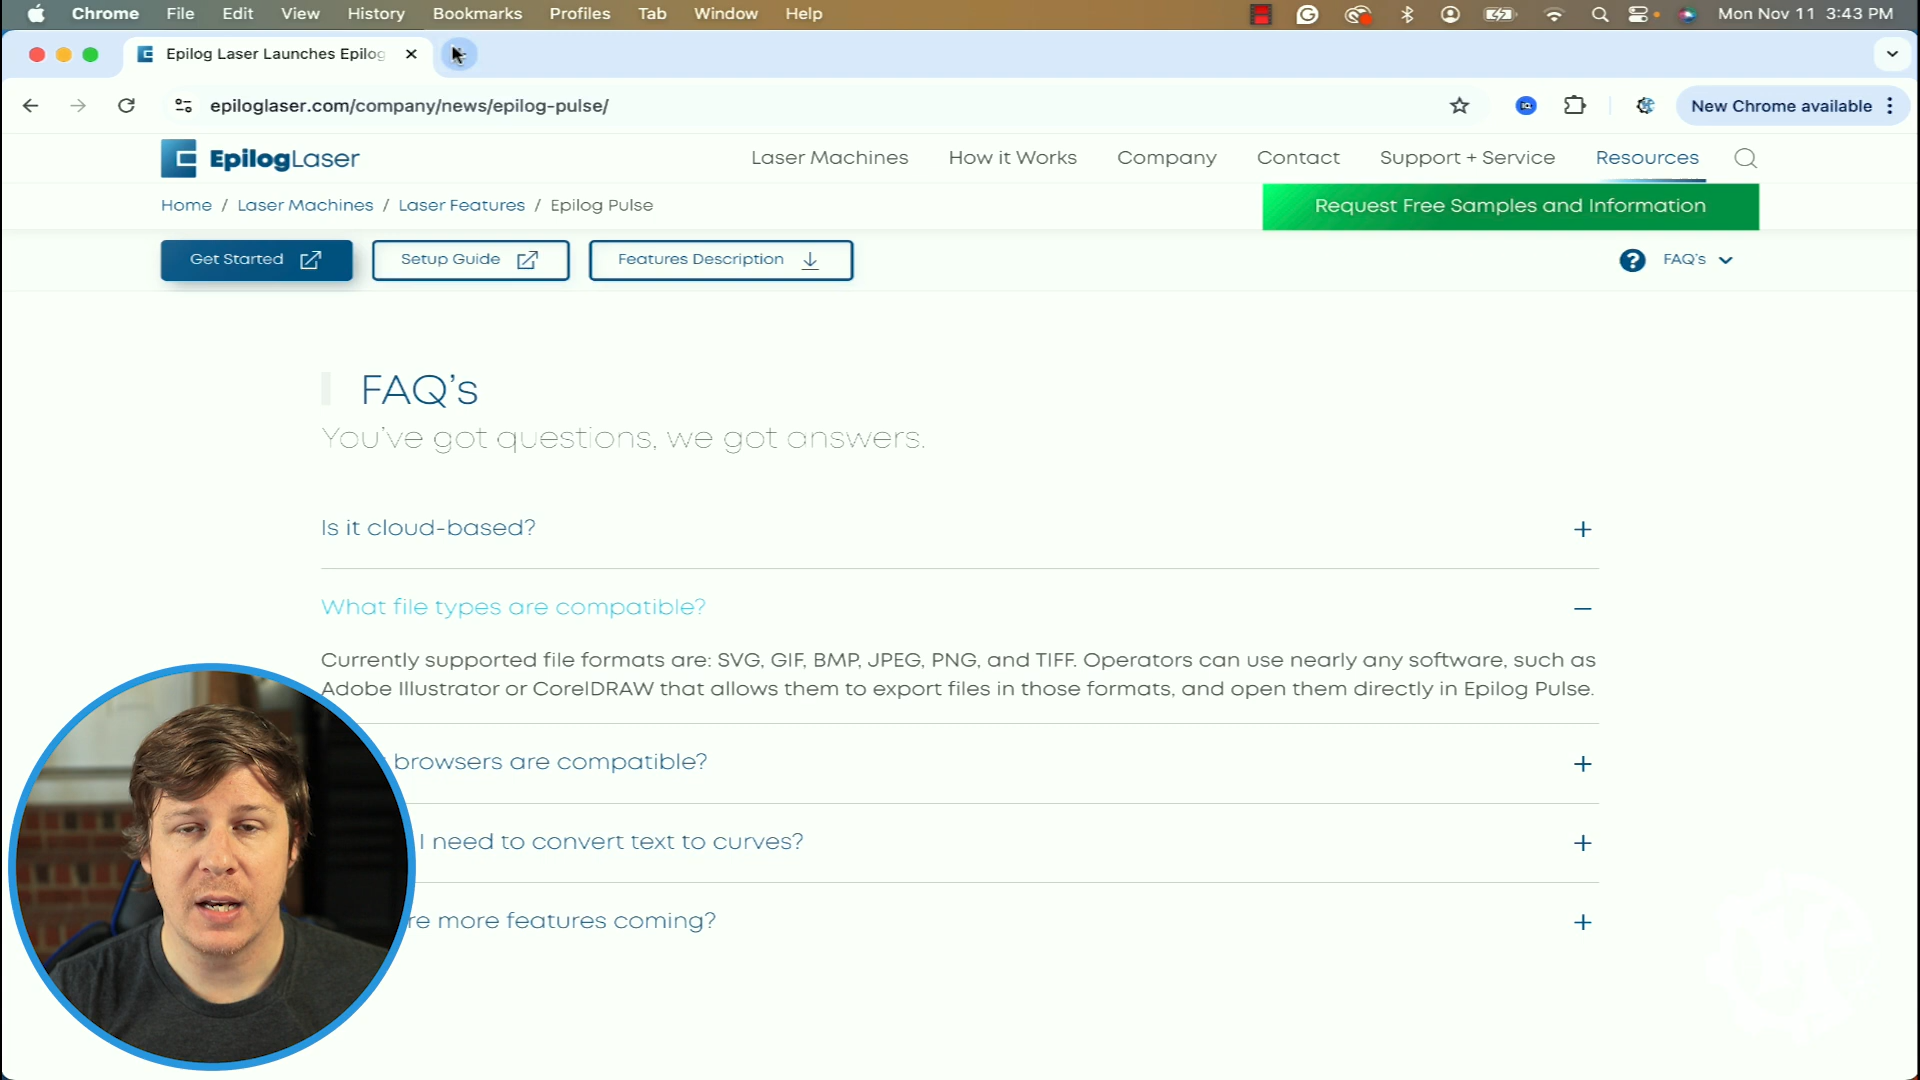 Chrome File Edit View History Bookmarks Profiles Tab Window Help Mon Nov 11 3:43 PM
Epilog Laser Launches Epilog
epiloglaser.com/company/news/epilog-pulse/ New Chrome available
EpilogLaser Laser Machines How it Works Company Contact Support + Service Resources
Home / Laser Machines / Laser Features / Epilog Pulse Request Free Samples and Information
Get Started Setup Guide Features Description ? FAQ's
FAQ's
You've got questions, we got answers.
Is it cloud-based? +
What file types are compatible? –
Currently supported file formats are: SVG, GIF, BMP, JPEG, PNG, and TIFF. Operators can use nearly any software, such as
Adobe Illustrator or CorelDRAW that allows them to export files in those formats, and open them directly in Epilog Pulse.
browsers are compatible? +
I need to convert text to curves? +
re more features coming? +